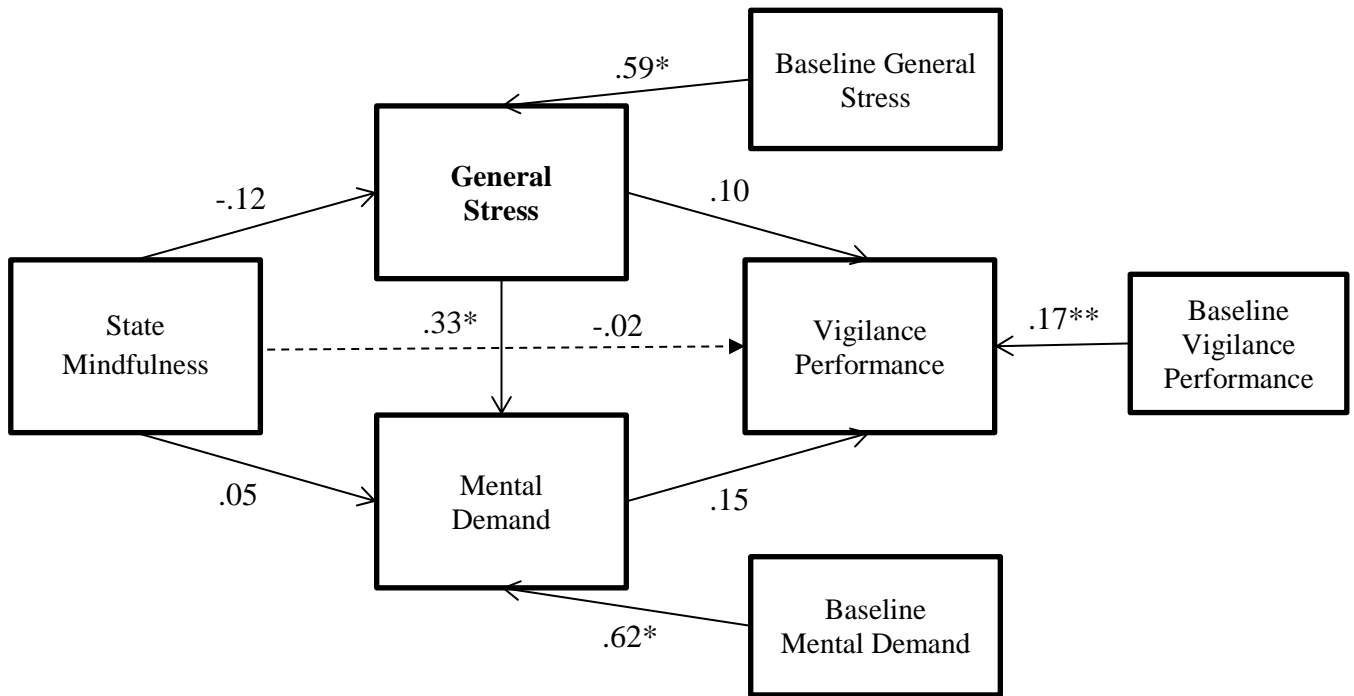 Baseline General
Stress
.59*
General
Stress
-.12
.10
State
Mindfulness
.33*
-.02
Vigilance
Performance
.17**
Baseline
Vigilance
Performance
.05
Mental
Demand
.15
Baseline
Mental Demand
.62*